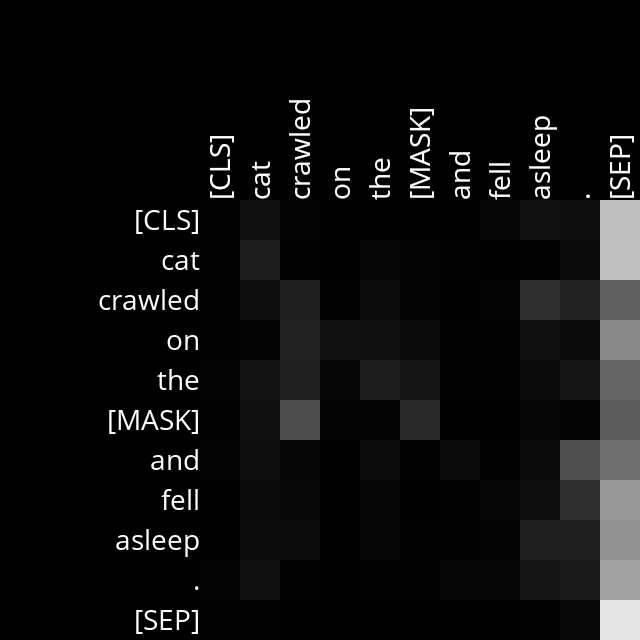 [CLS] cat crawled on the [MASK] and fell asleep . [SEP]
[CLS]
cat
crawled
on
the
[MASK]
and
fell
asleep
.
[SEP]